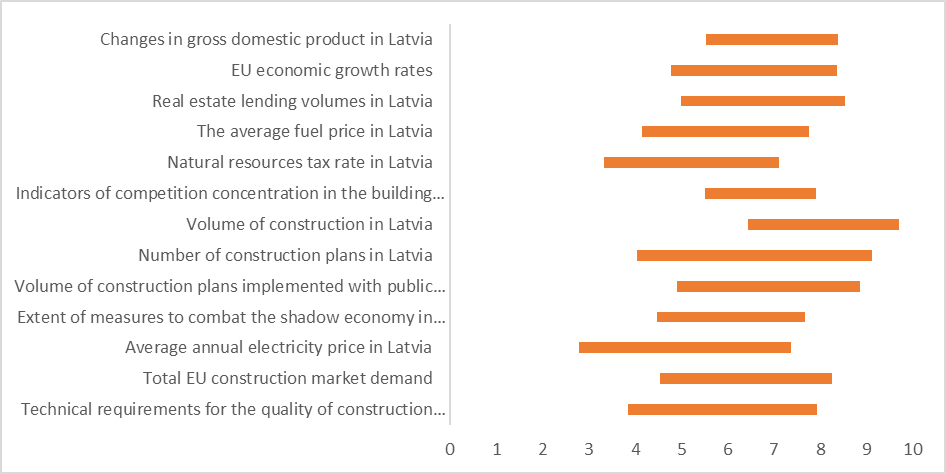 Changes in gross domestic product in Latvia
EU economic growth rates
Real estate lending volumes in Latvia
The average fuel price in Latvia
Natural resources tax rate in Latvia
Indicators of competition concentration in the building…
Volume of construction in Latvia
Number of construction plans in Latvia
Volume of construction plans implemented with public…
Extent of measures to combat the shadow economy in…
Average annual electricity price in Latvia
Total EU construction market demand
Technical requirements for the quality of construction…
0 1 2 3 4 5 6 7 8 9 10